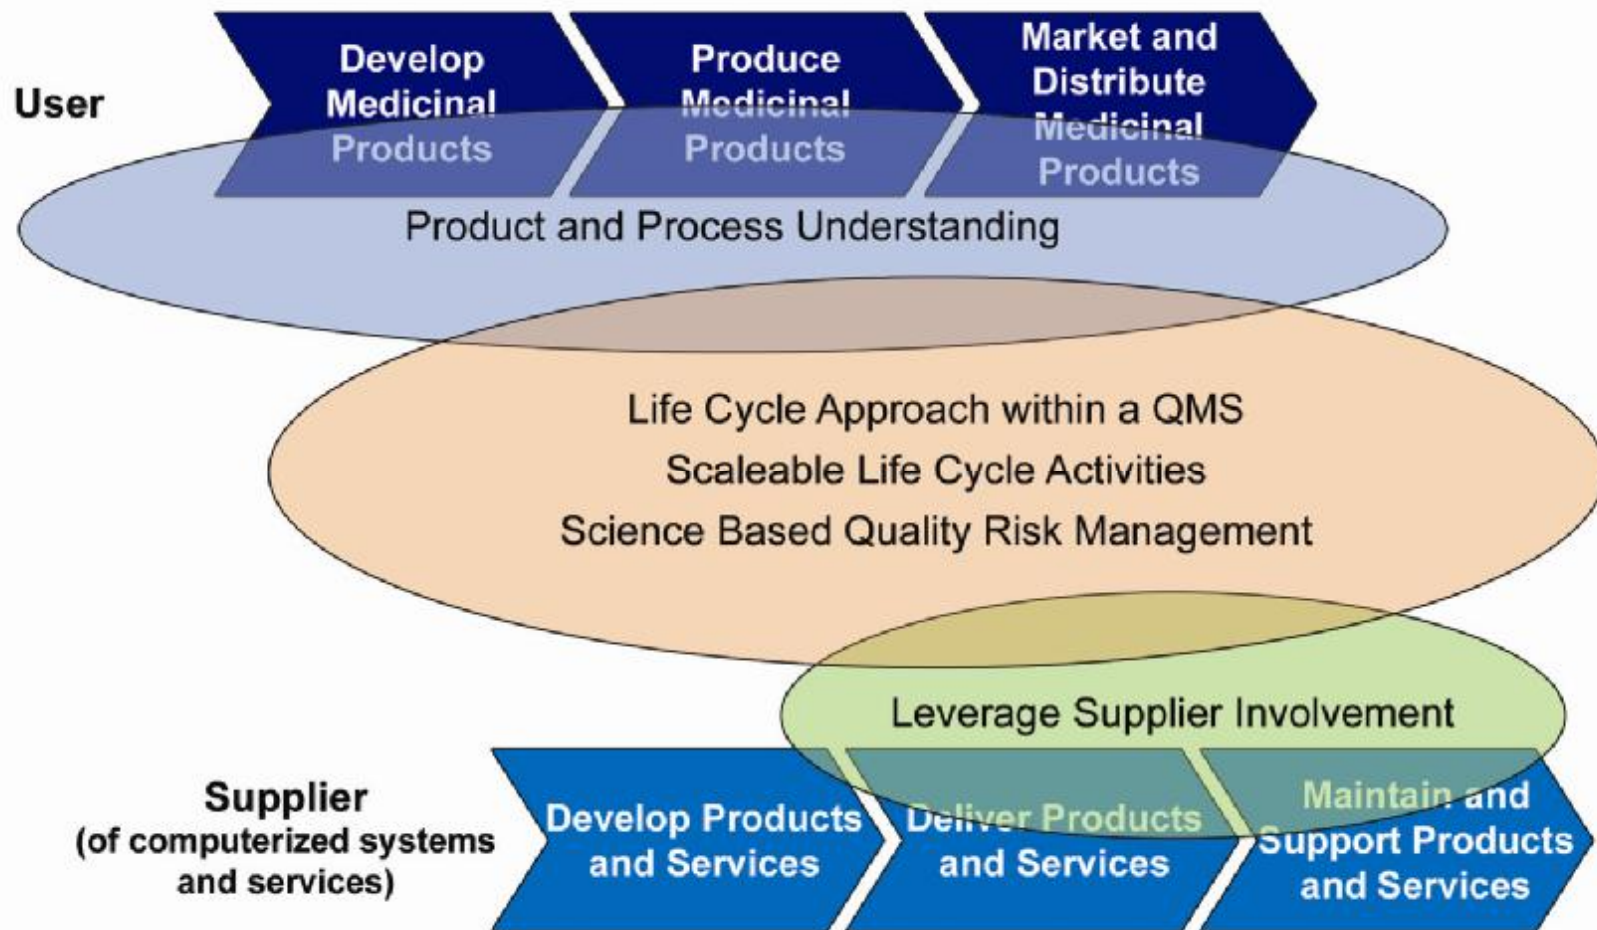 User
Develop
Medicinal
Products
Produce
Medicinal
Products
Market and
Distribute
Medicinal
Products
Product and Process Understanding
Life Cycle Approach within a QMS
Scaleable Life Cycle Activities
Science Based Quality Risk Management
Leverage Supplier Involvement
Supplier
(of computerized systems
and services)
Develop Products
and Services
Deliver Products
and Services
Maintain and
Support Products
and Services